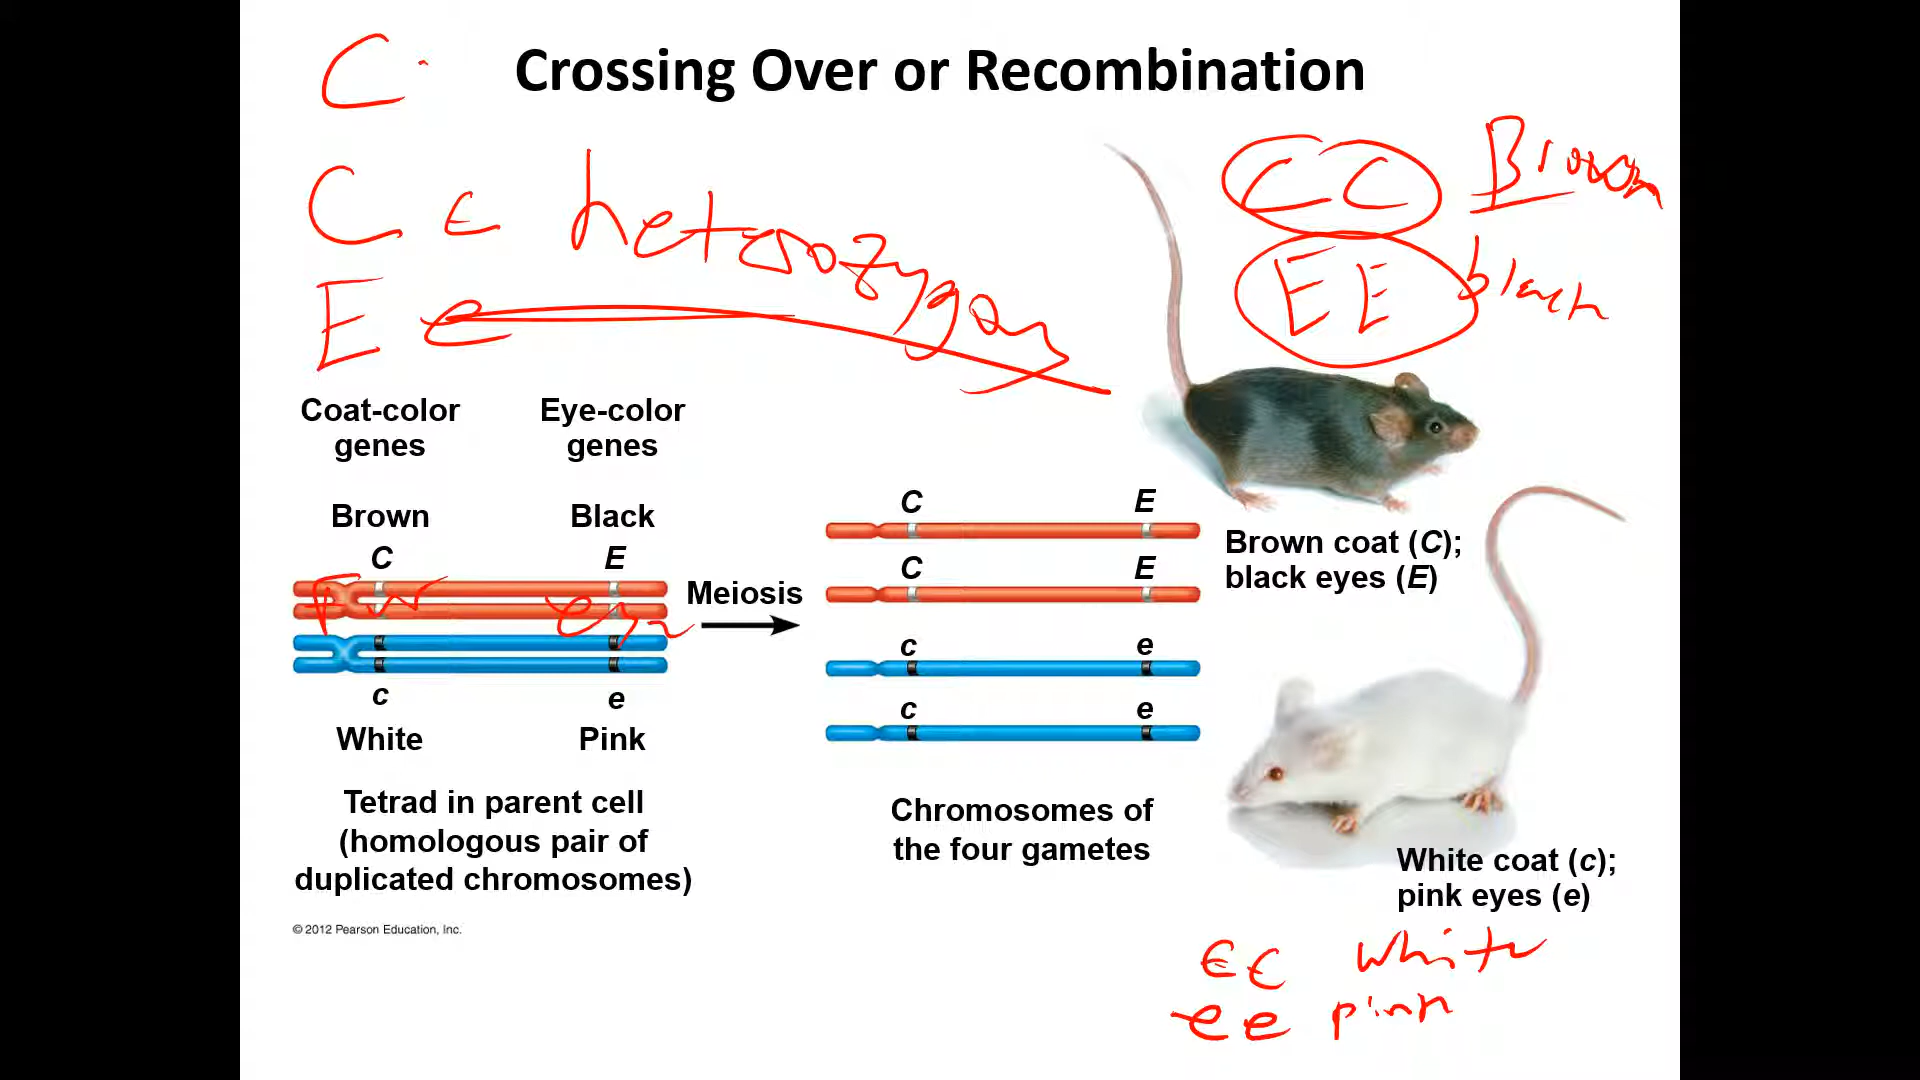 C
Crossing Over or Recombination
CC Brown
C c heterozygous
EE black
E e
Coat-color genes
Eye-color genes
Brown
Black
C
E
c
e
White
Pink
Meiosis
C E
C E
c e
c e
Brown coat (C);
black eyes (E)
Tetrad in parent cell
(homologous pair of
duplicated chromosomes)
Chromosomes of
the four gametes
White coat (c);
pink eyes (e)
© 2012 Pearson Education, Inc.
cc white
ee pink